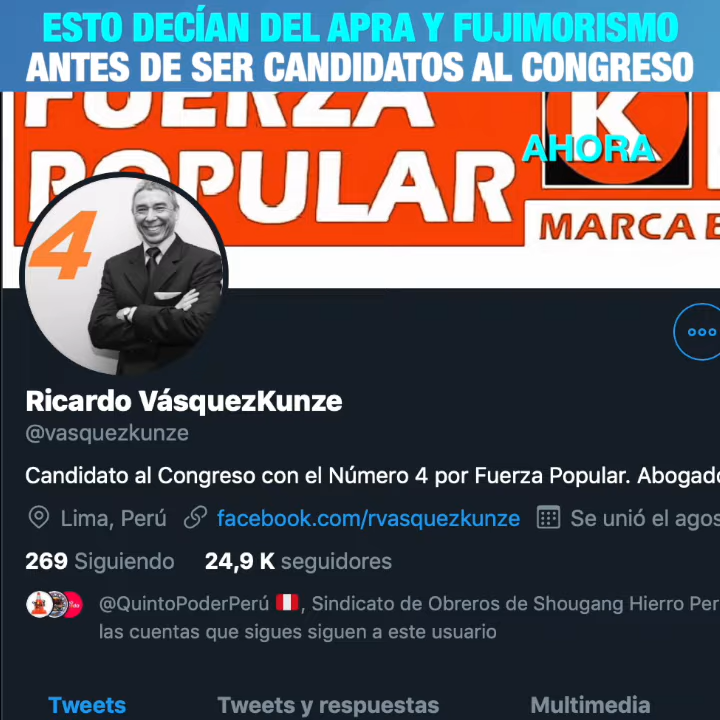 ESTO DECÍAN DEL APRA Y FUJIMORISMO
ANTES DE SER CANDIDATOS AL CONGRESO
FUERZA
POPULAR
K
AHORA
MARCA
4
Ricardo VásquezKunze
@vasquezkunze
Candidato al Congreso con el Número 4 por Fuerza Popular. Abogado
Lima, Perú facebook.com/rvasquezkunze Se unió el agos
269 Siguiendo 24,9 K seguidores
@QuintoPoderPerú 🇵🇪, Sindicato de Obreros de Shougang Hierro Per
las cuentas que sigues siguen a este usuario
Tweets Tweets y respuestas Multimedia